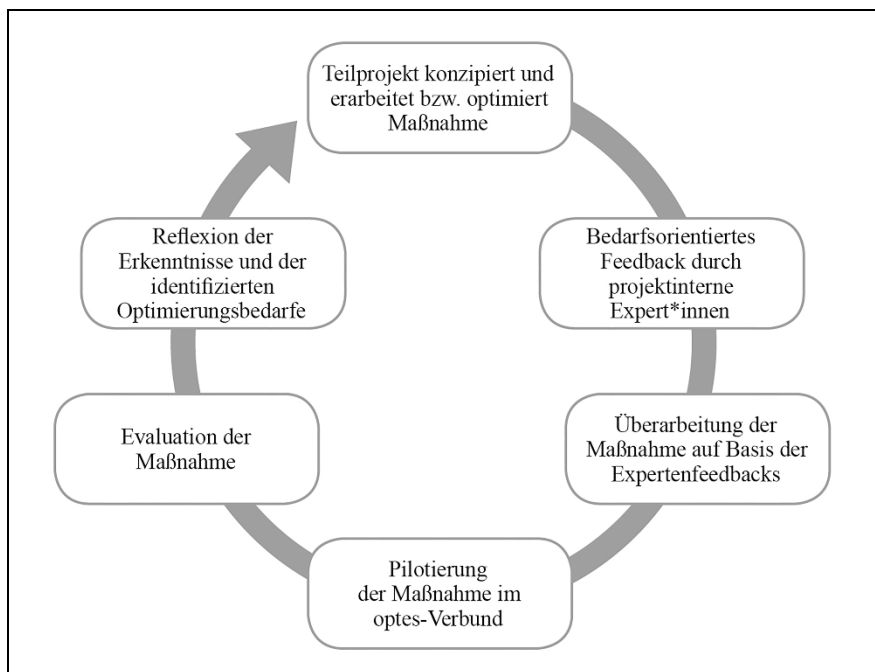 Teilprojekt konzipiert und
erarbeitet bzw. optimiert
Maßnahme
Bedarfsorientiertes
Feedback durch
projektinterne
Expert*innen
Überarbeitung der
Maßnahme auf Basis der
Expertenfeedbacks
Pilotierung
der Maßnahme im
optes-Verbund
Evaluation der
Maßnahme
Reflexion der
Erkenntnisse und der
identifizierten
Optimierungsbedarfe